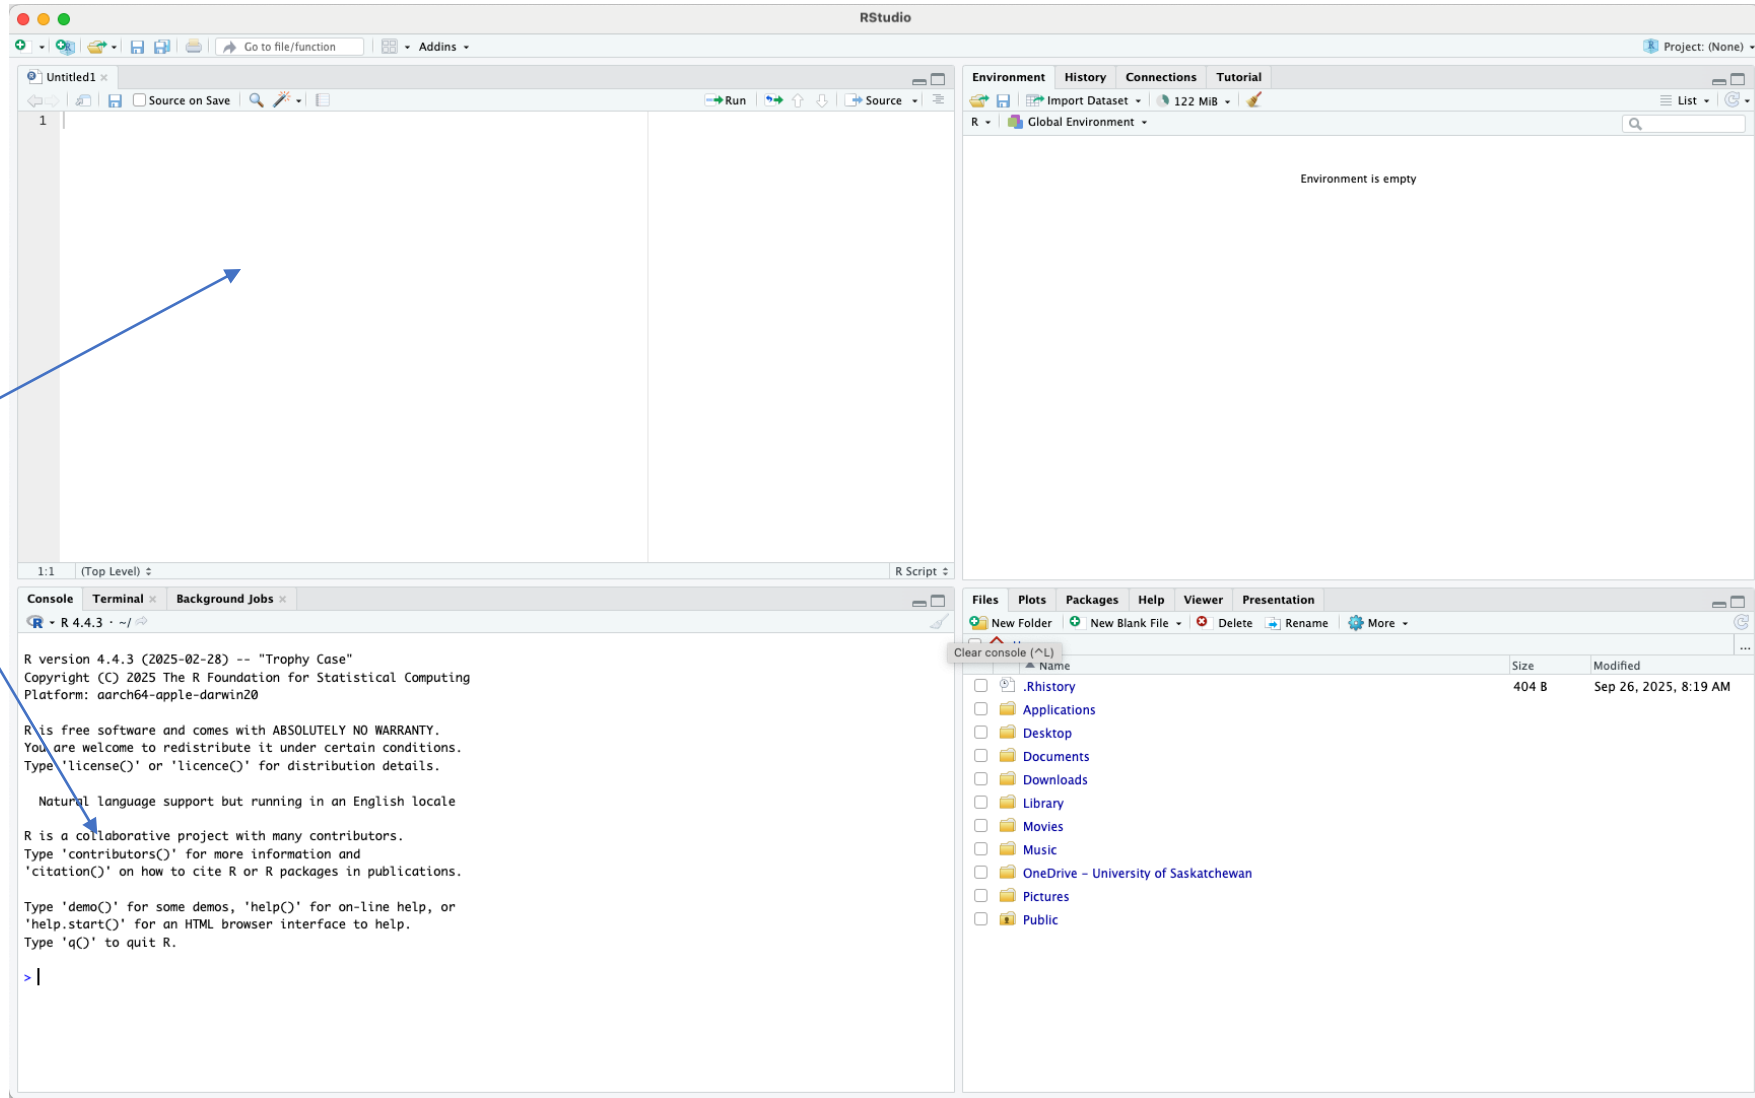 RStudio
Go to file/function
Addins
Project: (None)
Untitled1
Source on Save
Run
Source
1
1:1
(Top Level)
R Script
Console
Terminal
Background Jobs
R 4.4.3 · ~/
R version 4.4.3 (2025-02-28) -- "Trophy Case"
Copyright (C) 2025 The R Foundation for Statistical Computing
Platform: aarch64-apple-darwin20
R is free software and comes with ABSOLUTELY NO WARRANTY.
You are welcome to redistribute it under certain conditions.
Type 'license()' or 'licence()' for distribution details.
Natural language support but running in an English locale
R is a collaborative project with many contributors.
Type 'contributors()' for more information and
'citation()' on how to cite R or R packages in publications.
Type 'demo()' for some demos, 'help()' for on-line help, or
'help.start()' for an HTML browser interface to help.
Type 'q()' to quit R.
>
Environment
History
Connections
Tutorial
Import Dataset
122 MiB
List
R
Global Environment
Environment is empty
Files
Plots
Packages
Help
Viewer
Presentation
New Folder
New Blank File
Delete
Rename
More
Clear console (^L)
...
Name
Size
Modified
.Rhistory
404 B
Sep 26, 2025, 8:19 AM
Applications
Desktop
Documents
Downloads
Library
Movies
Music
OneDrive – University of Saskatchewan
Pictures
Public